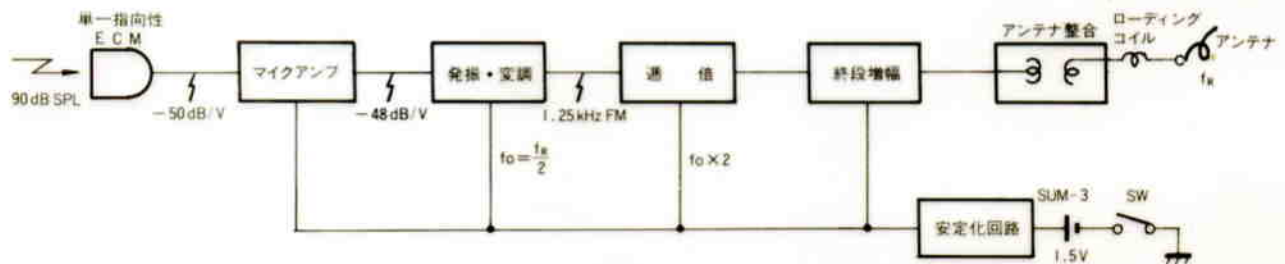 単一指向性
ECM
90dB SPL
-50dB/V
マイクアンプ
-48dB/V
発振・変調
1.25kHz FM
fo=fR/2
逓倍
fo×2
終段増幅
アンテナ整合
ローディング
コイル
アンテナ
fR
安定化回路
SUM-3
1.5V
SW